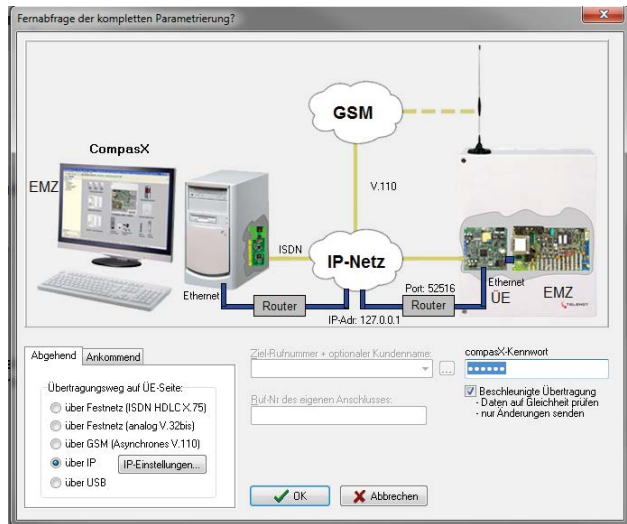 Fernabfrage der kompletten Parametrierung?
GSM
CompasX
EMZ
V.110
ISDN
IP-Netz
Ethernet
Router
Port: 52516
Router
Ethernet
ÜE
EMZ
TELENOT
IP-Adr: 127.0.0.1
Abgehend
Ankommend
Übertragungsweg auf ÜE-Seite:
über Festnetz (ISDN HDLC X.75)
über Festnetz (analog V.32bis)
über GSM (Asynchrones V.110)
über IP
IP-Einstellungen...
über USB
Ziel-Rufnummer + optionaler Kundenname:
...
Ruf-Nr des eigenen Anschlusses:
compasX-Kennwort
••••••
Beschleunigte Übertragung
- Daten auf Gleichheit prüfen
- nur Änderungen senden
OK
Abbrechen